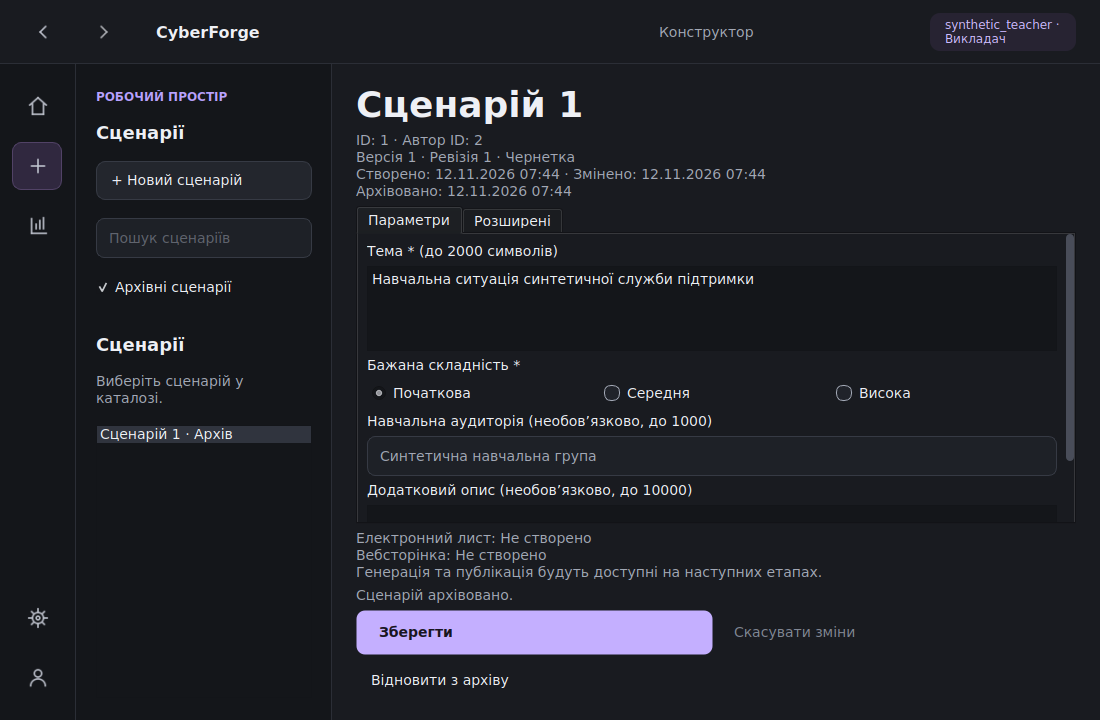 CyberForge
Конструктор
synthetic_teacher ·
Викладач
РОБОЧИЙ ПРОСТІР
Сценарії
+ Новий сценарій
Пошук сценаріїв
✓ Архівні сценарії
Сценарії
Виберіть сценарій у
каталозі.
Сценарій 1 · Архів
Сценарій 1
ID: 1 · Автор ID: 2
Версія 1 · Ревізія 1 · Чернетка
Створено: 12.11.2026 07:44 · Змінено: 12.11.2026 07:44
Архівовано: 12.11.2026 07:44
Параметри
Розширені
Тема * (до 2000 символів)
Навчальна ситуація синтетичної служби підтримки
Бажана складність *
Початкова
Середня
Висока
Навчальна аудиторія (необов’язково, до 1000)
Синтетична навчальна група
Додатковий опис (необов’язково, до 10000)
Електронний лист: Не створено
Вебсторінка: Не створено
Генерація та публікація будуть доступні на наступних етапах.
Сценарій архівовано.
Зберегти
Скасувати зміни
Відновити з архіву